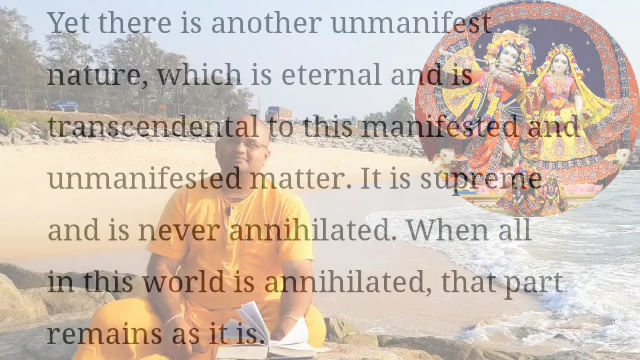 Yet there is another unmanifest
nature, which is eternal and is
transcendental to this manifested and
unmanifested matter. It is supreme
and is never annihilated. When all
in this world is annihilated, that part
remains as it is.